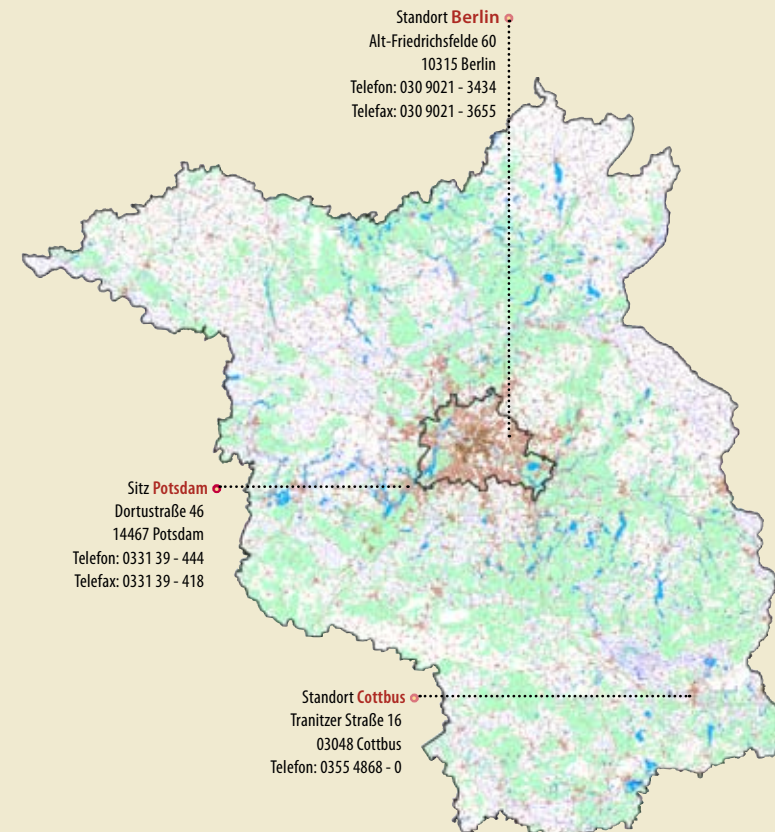 Standort Berlin
Alt-Friedrichsfelde 60
10315 Berlin
Telefon: 030 9021 - 3434
Telefax: 030 9021 - 3655
Sitz Potsdam
Dortustraße 46
14467 Potsdam
Telefon: 0331 39 - 444
Telefax: 0331 39 - 418
Standort Cottbus
Tranitzer Straße 16
03048 Cottbus
Telefon: 0355 4868 - 0